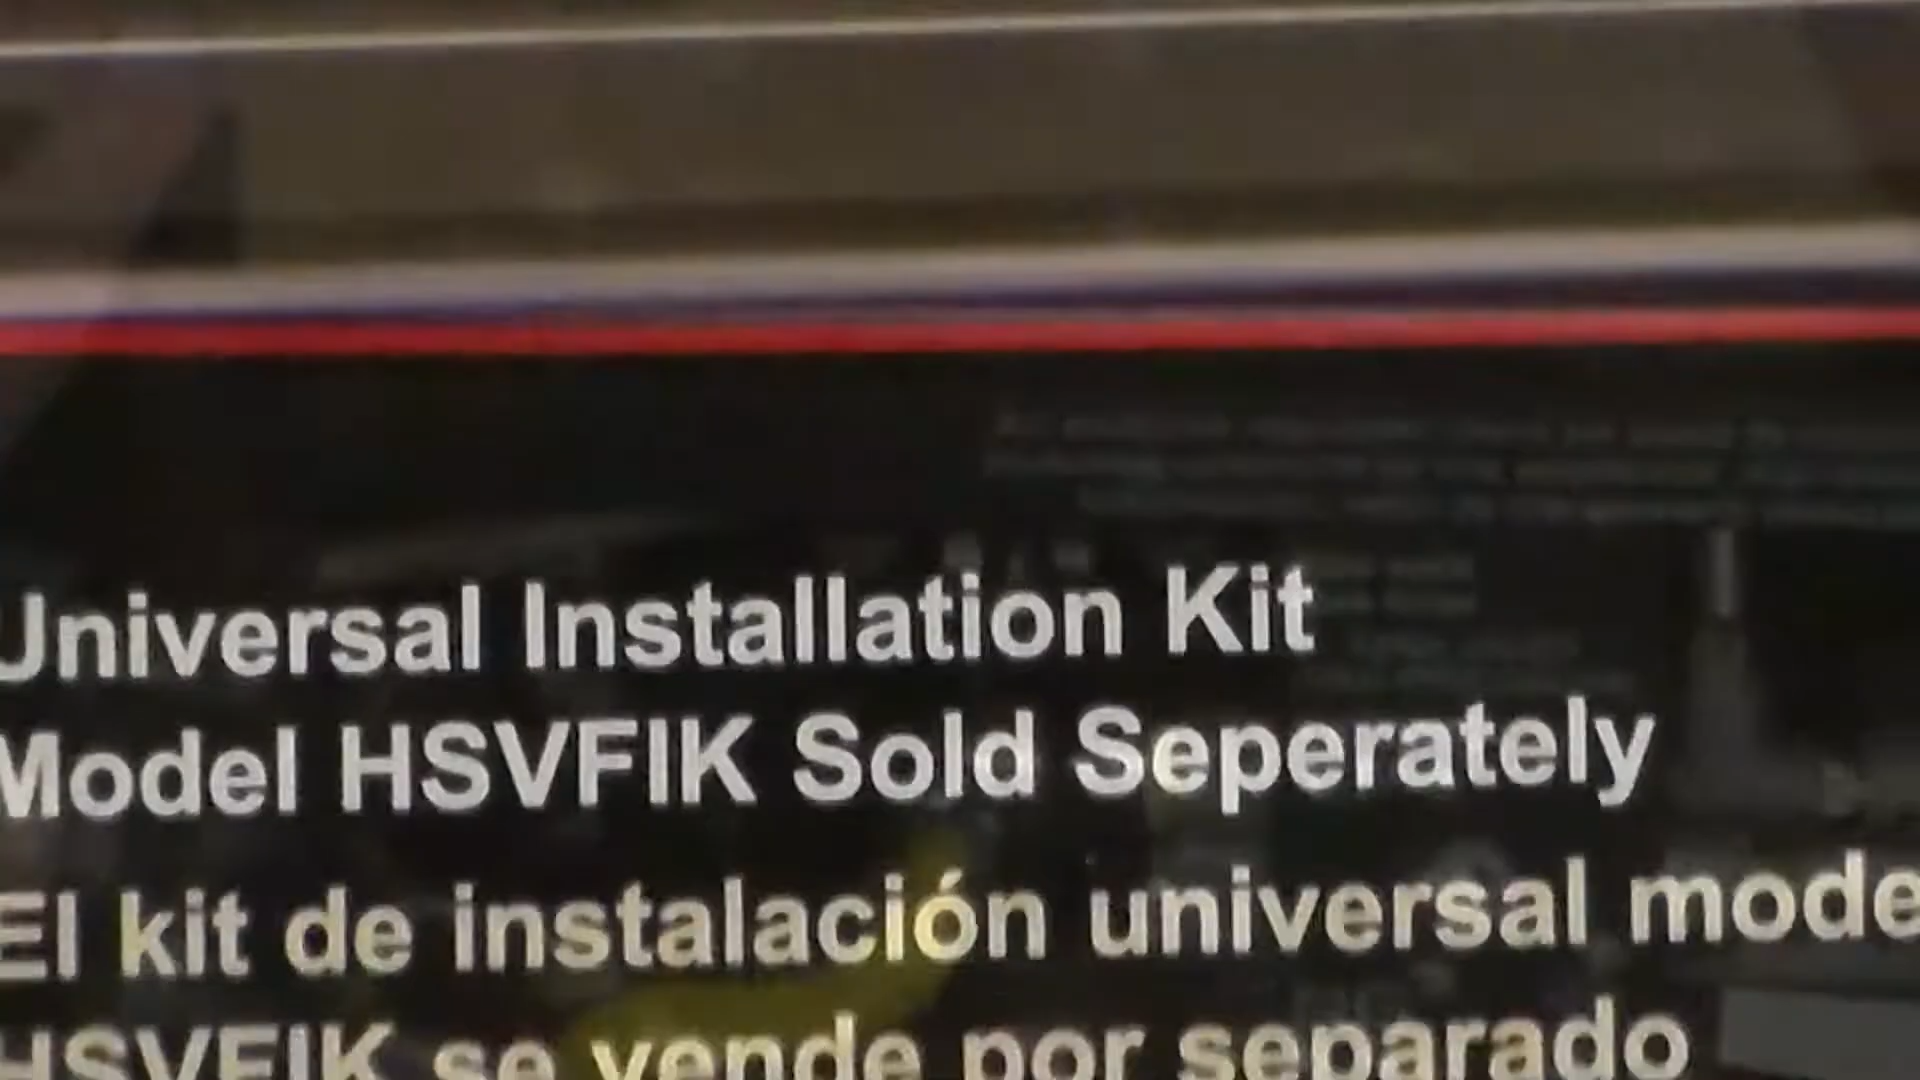 Universal Installation Kit
Model HSVFIK Sold Seperately
El kit de instalación universal mode
HSVFIK se vende por separado